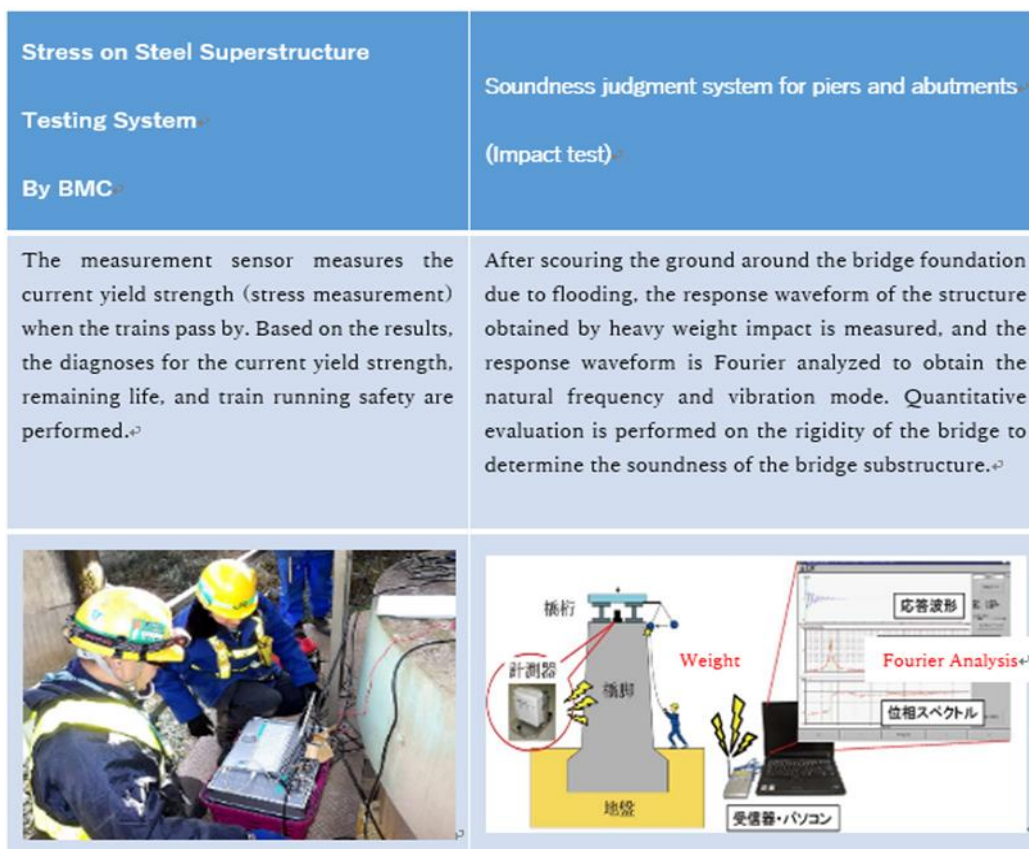 Stress on Steel Superstructure
Testing System
By BMC
Soundness judgment system for piers and abutments
(Impact test)
The measurement sensor measures the
current yield strength (stress measurement)
when the trains pass by. Based on the results,
the diagnoses for the current yield strength,
remaining life, and train running safety are
performed.
After scouring the ground around the bridge foundation
due to flooding, the response waveform of the structure
obtained by heavy weight impact is measured, and the
response waveform is Fourier analyzed to obtain the
natural frequency and vibration mode. Quantitative
evaluation is performed on the rigidity of the bridge to
determine the soundness of the bridge substructure.
橋桁
応答波形
計測器
Weight
Fourier Analysis
橋脚
位相スペクトル
地盤
受信器・パソコン